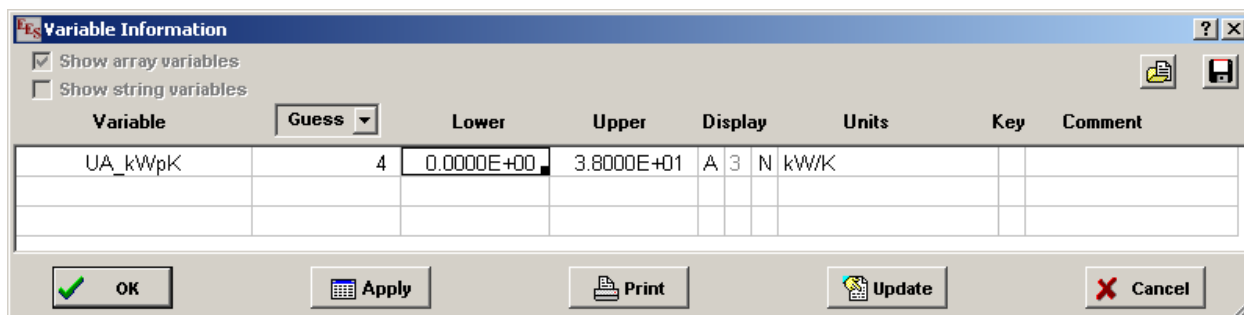 EES Variable Information ? X
Show array variables
Show string variables
Variable Guess Lower Upper Display Units Key Comment
UA_kWpK 4 0.0000E+00 3.8000E+01 A 3 N kW/K
OK Apply Print Update Cancel